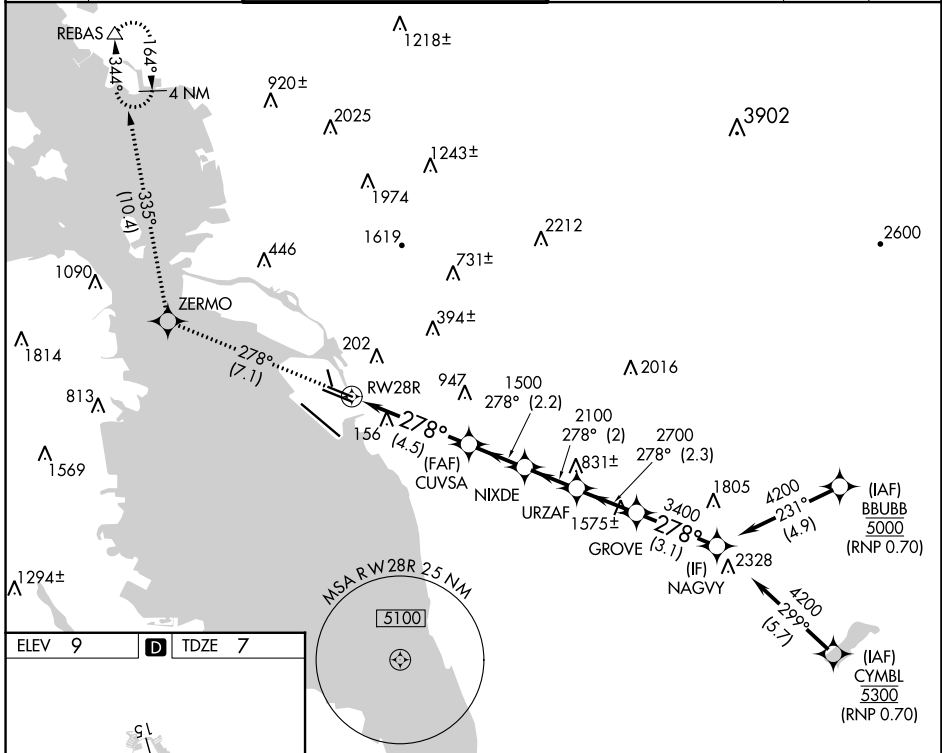 REBAS
344°
164°
4 NM
1218±
920±
2025
3902
1243±
1974
335°
(10.4)
1619
2212
2600
446
731±
1090
ZERMO
394±
1814
278°
(7.1)
202
RW28R
947
1500
278° (2.2)
2016
2100
278° (2)
2700
278° (2.3)
813
156
278°
(4.5)
(FAF)
CUVSA
NIXDE
831±
URZAF
1569
1575±
GROVE
3400
278°
(3.1)
1805
4200
231°
(4.9)
(IAF)
BBUBB
5000
(RNP 0.70)
(IF)
NAGVY
2328
1294±
4200
299°
(5.7)
(IAF)
CYMBL
5300
(RNP 0.70)
MSA RW28R 25 NM
5100
ELEV 9
D
TDZE 7
15